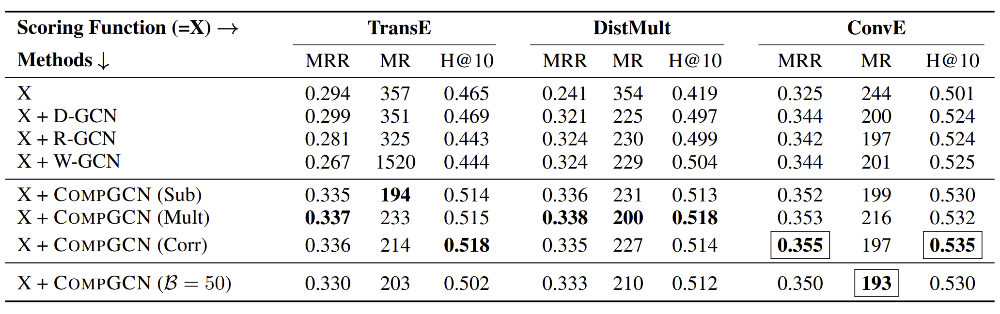 Scoring Function (=X) → TransE DistMult ConvE
Methods ↓ MRR MR H@10 MRR MR H@10 MRR MR H@10
X 0.294 357 0.465 0.241 354 0.419 0.325 244 0.501
X + D-GCN 0.299 351 0.469 0.321 225 0.497 0.344 200 0.524
X + R-GCN 0.281 325 0.443 0.324 230 0.499 0.342 197 0.524
X + W-GCN 0.267 1520 0.444 0.324 229 0.504 0.344 201 0.525
X + COMPGCN (Sub) 0.335 194 0.514 0.336 231 0.513 0.352 199 0.530
X + COMPGCN (Mult) 0.337 233 0.515 0.338 200 0.518 0.353 216 0.532
X + COMPGCN (Corr) 0.336 214 0.518 0.335 227 0.514 0.355 197 0.535
X + COMPGCN (ℬ = 50) 0.330 203 0.502 0.333 210 0.512 0.350 193 0.530